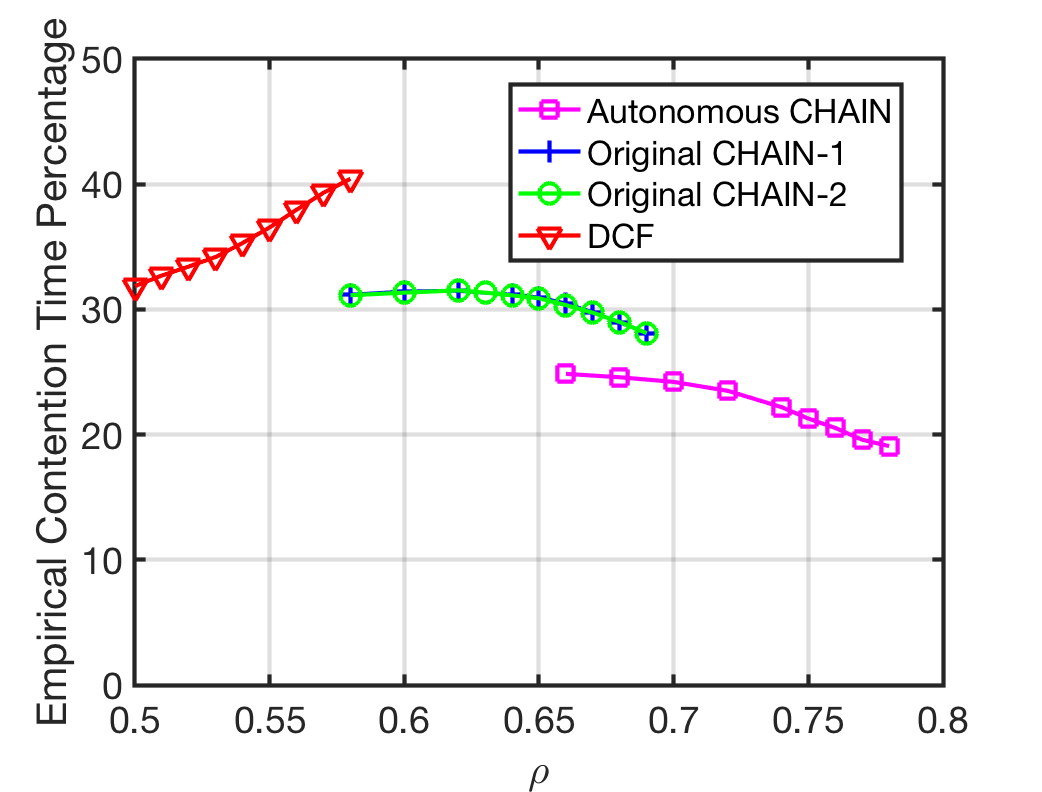 Empirical Contention Time Percentage
50
40
30
20
10
0
Autonomous CHAIN
Original CHAIN-1
Original CHAIN-2
DCF
0.5 0.55 0.6 0.65 0.7 0.75 0.8
ρ